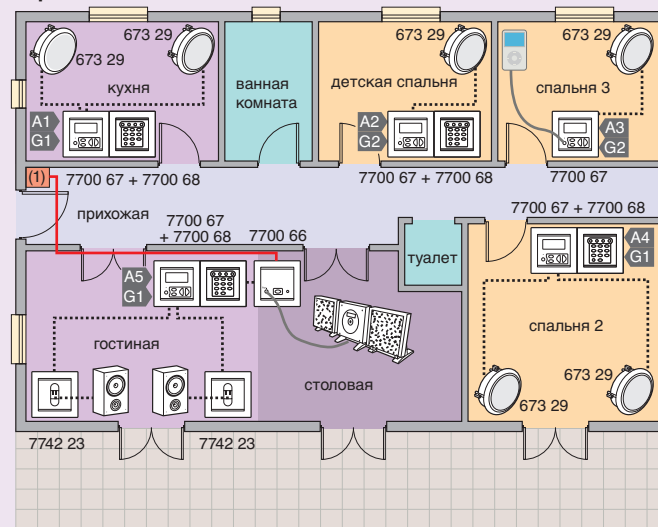 673 29
673 29
673 29
673 29
кухня
ванная
комната
детская спальня
спальня 3
A1
G1
A2
G2
A3
G2
(1)
7700 67 + 7700 68
7700 67 + 7700 68
7700 67
прихожая
7700 67
+ 7700 68
7700 66
7700 67 + 7700 68
туалет
A4
G1
A5
G1
спальня 2
гостиная
столовая
673 29
673 29
7742 23
7742 23